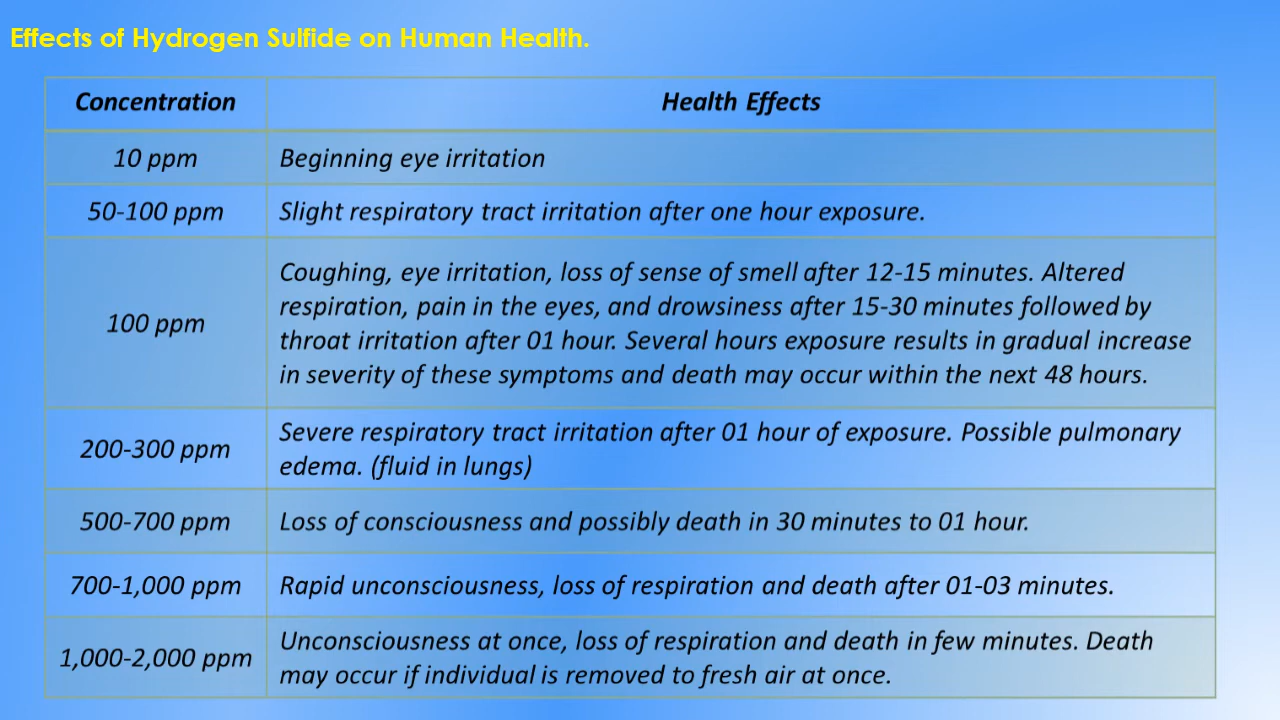 Effects of Hydrogen Sulfide on Human Health.
Concentration
Health Effects
10 ppm
Beginning eye irritation
50-100 ppm
Slight respiratory tract irritation after one hour exposure.
100 ppm
Coughing, eye irritation, loss of sense of smell after 12-15 minutes. Altered
respiration, pain in the eyes, and drowsiness after 15-30 minutes followed by
throat irritation after 01 hour. Several hours exposure results in gradual increase
in severity of these symptoms and death may occur within the next 48 hours.
200-300 ppm
Severe respiratory tract irritation after 01 hour of exposure. Possible pulmonary
edema. (fluid in lungs)
500-700 ppm
Loss of consciousness and possibly death in 30 minutes to 01 hour.
700-1,000 ppm
Rapid unconsciousness, loss of respiration and death after 01-03 minutes.
1,000-2,000 ppm
Unconsciousness at once, loss of respiration and death in few minutes. Death
may occur if individual is removed to fresh air at once.